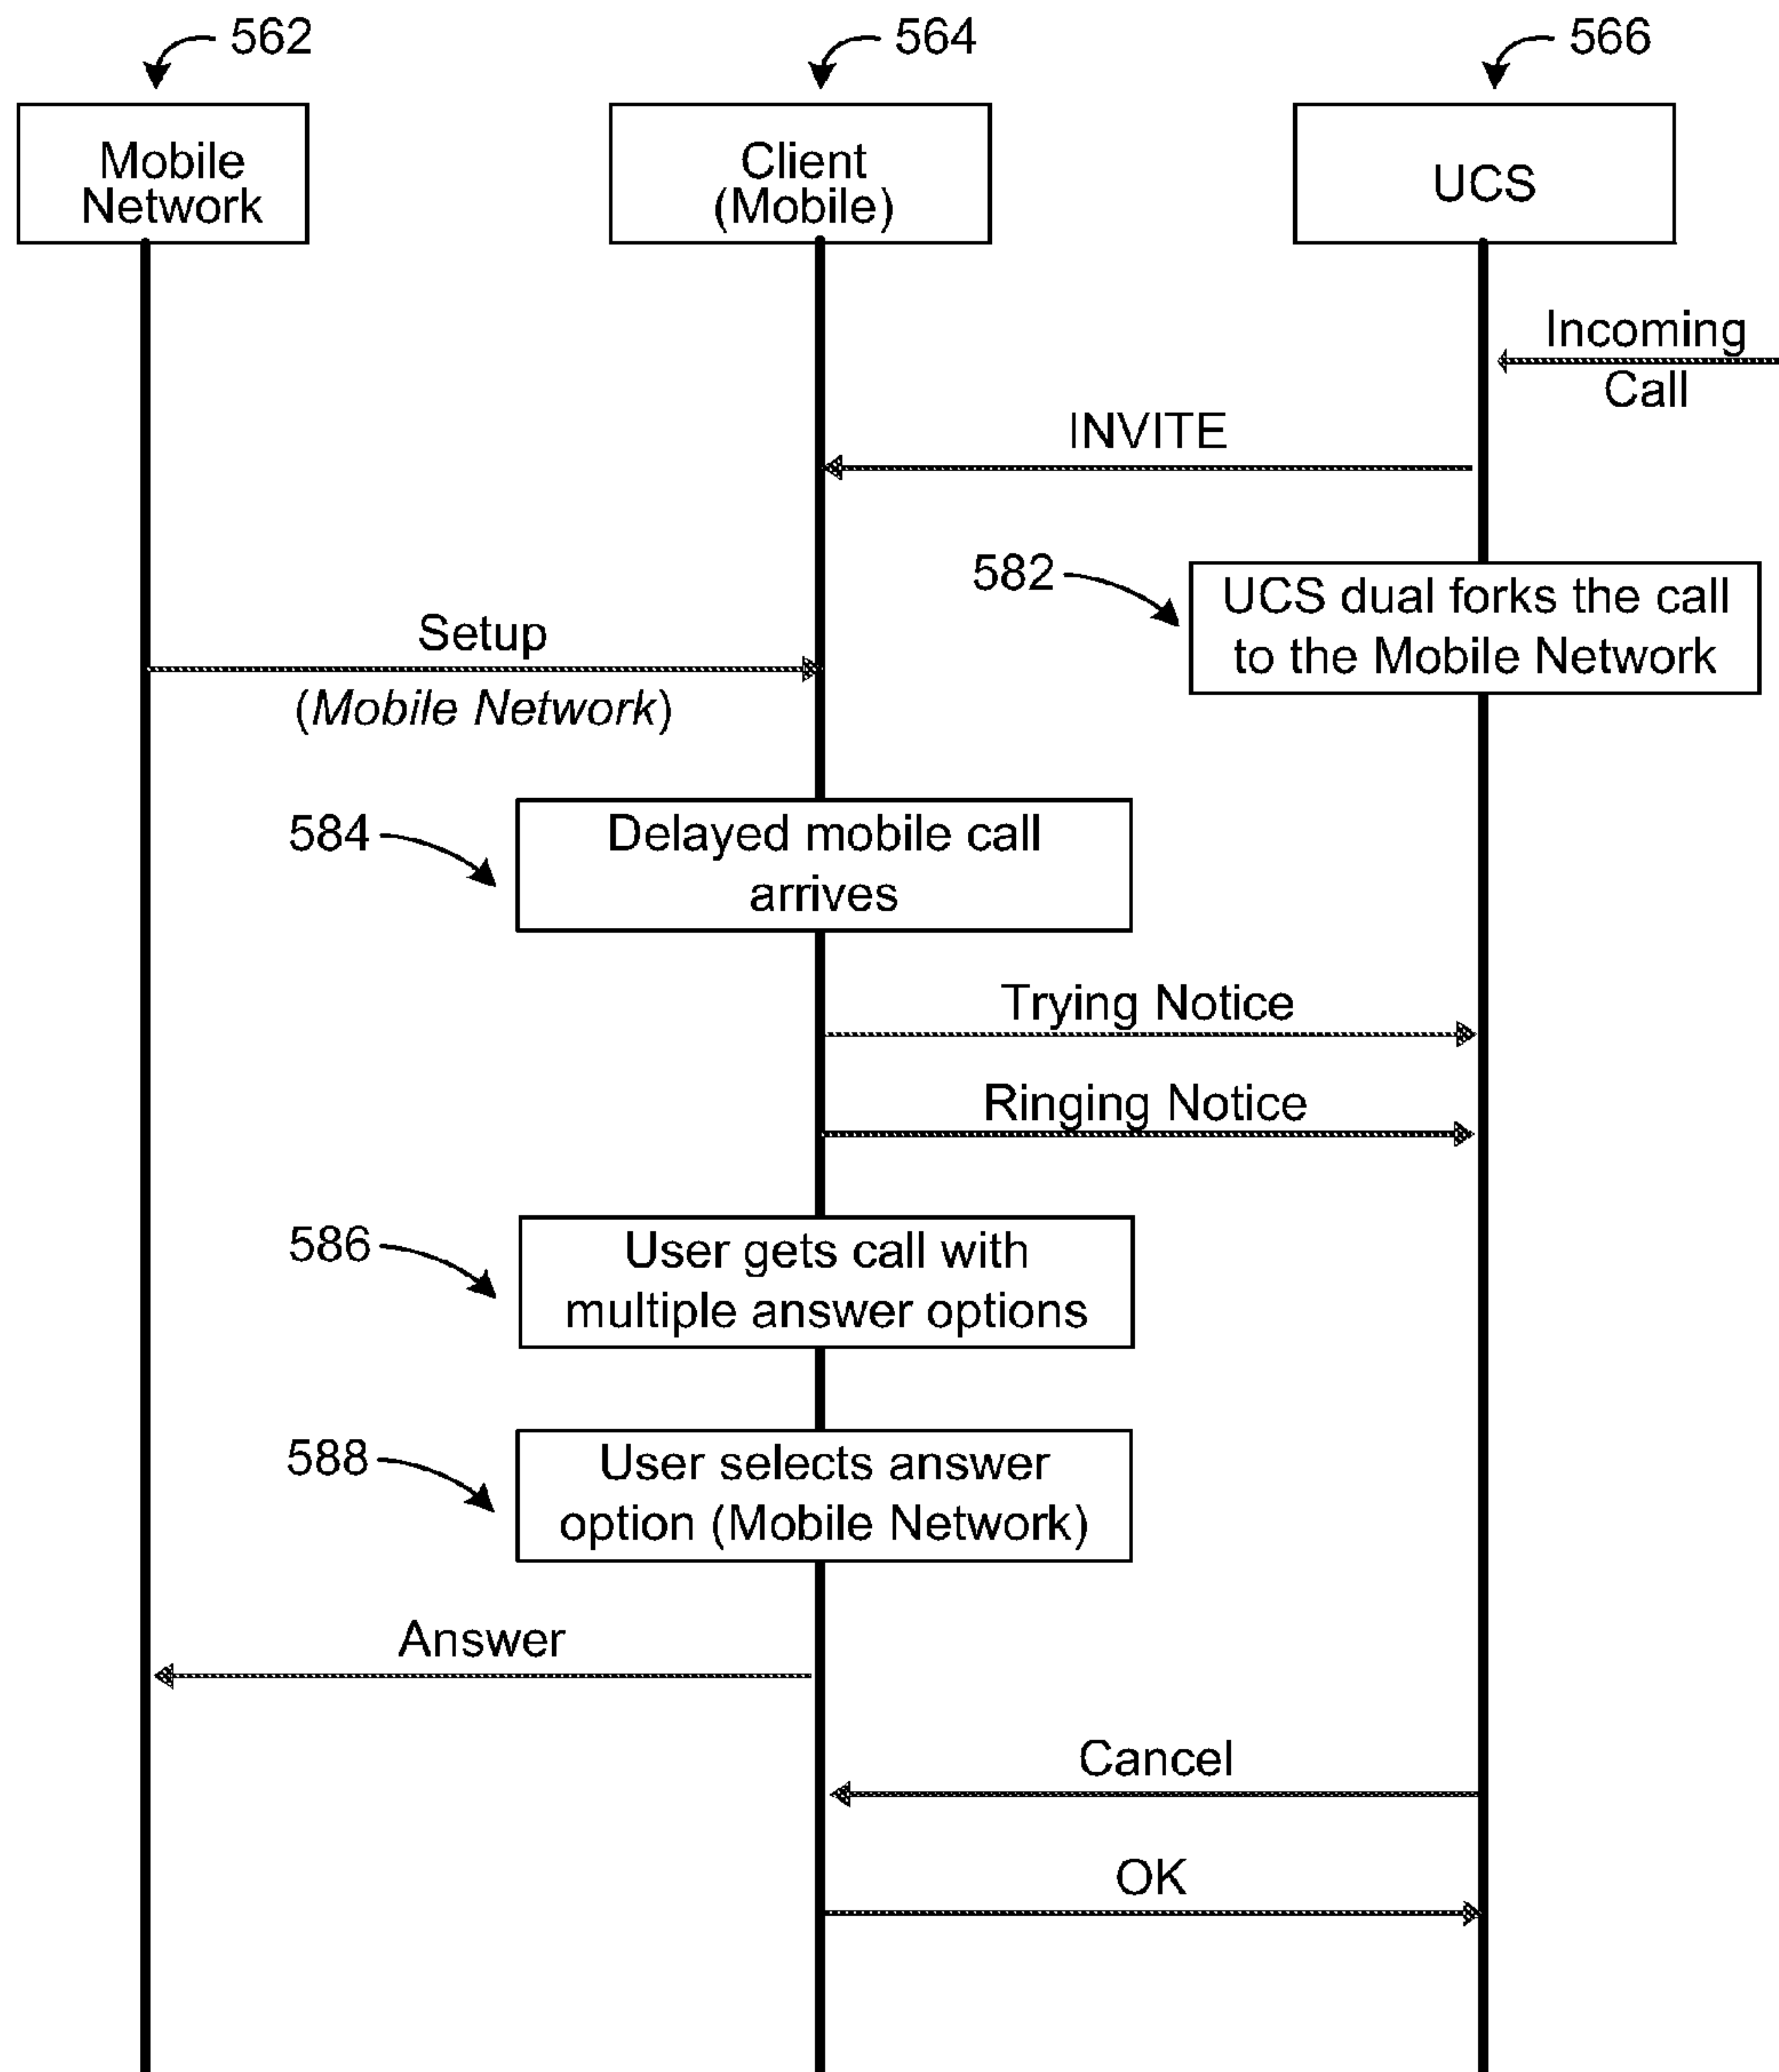 562
564
566
Mobile
Network
Client
(Mobile)
UCS
Incoming
Call
INVITE
582
UCS dual forks the call
to the Mobile Network
Setup
(Mobile Network)
584
Delayed mobile call
arrives
Trying Notice
Ringing Notice
586
User gets call with
multiple answer options
588
User selects answer
option (Mobile Network)
Answer
Cancel
OK